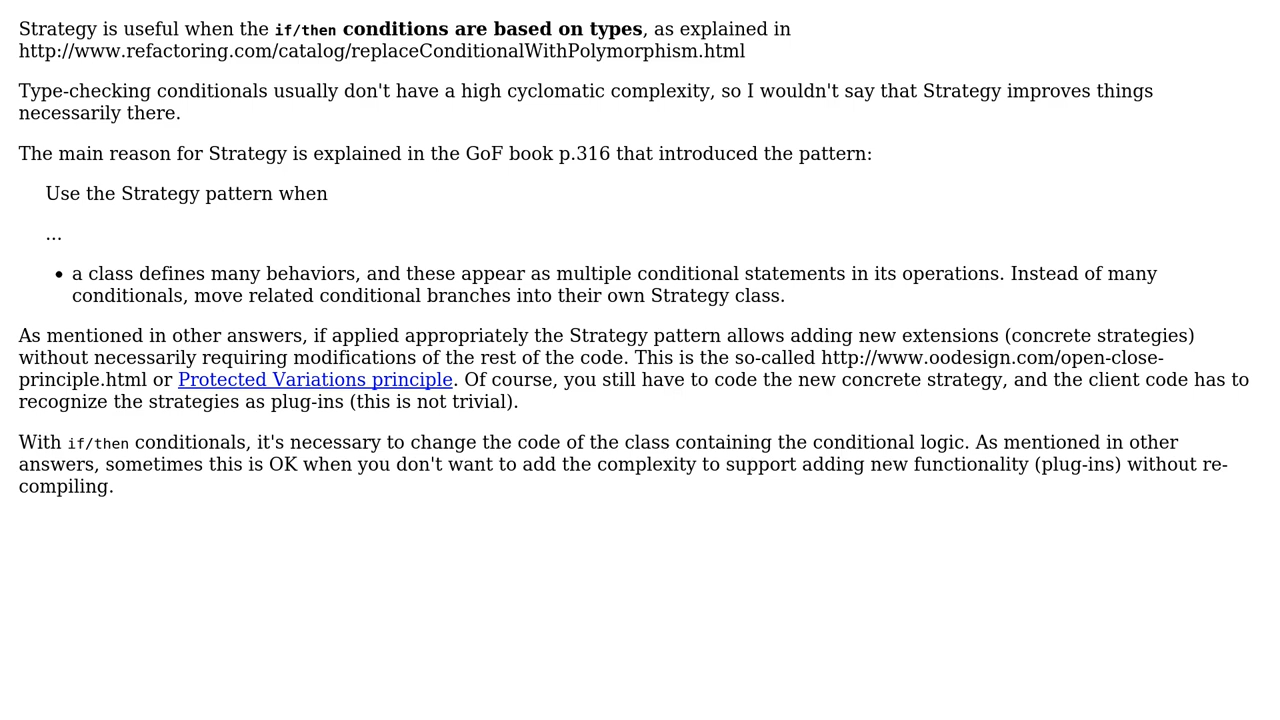 Strategy is useful when the if/then conditions are based on types, as explained in
http://www.refactoring.com/catalog/replaceConditionalWithPolymorphism.html
Type-checking conditionals usually don't have a high cyclomatic complexity, so I wouldn't say that Strategy improves things
necessarily there.
The main reason for Strategy is explained in the GoF book p.316 that introduced the pattern:
Use the Strategy pattern when
...
• a class defines many behaviors, and these appear as multiple conditional statements in its operations. Instead of many
conditionals, move related conditional branches into their own Strategy class.
As mentioned in other answers, if applied appropriately the Strategy pattern allows adding new extensions (concrete strategies)
without necessarily requiring modifications of the rest of the code. This is the so-called http://www.oodesign.com/open-close-
principle.html or Protected Variations principle. Of course, you still have to code the new concrete strategy, and the client code has to
recognize the strategies as plug-ins (this is not trivial).
With if/then conditionals, it's necessary to change the code of the class containing the conditional logic. As mentioned in other
answers, sometimes this is OK when you don't want to add the complexity to support adding new functionality (plug-ins) without re-
compiling.